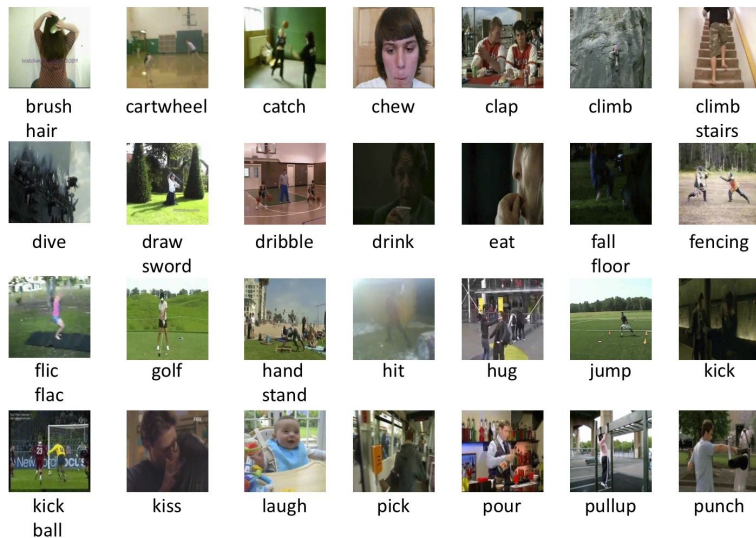 brush
hair
cartwheel
catch
chew
clap
climb
climb
stairs
dive
draw
sword
dribble
drink
eat
fall
floor
fencing
flic
flac
golf
hand
stand
hit
hug
jump
kick
kick
ball
kiss
laugh
pick
pour
pullup
punch